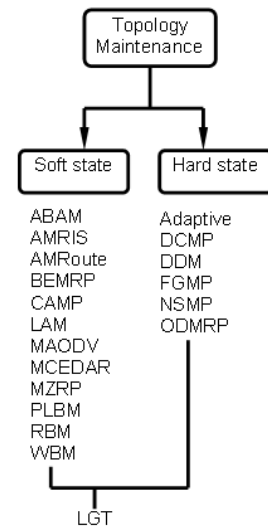 Topology
Maintenance
Soft state
Hard state
ABAM
AMRIS
AMRoute
BEMRP
CAMP
LAM
MAODV
MCEDAR
MZRP
PLBM
RBM
WBM
Adaptive
DCMP
DDM
FGMP
NSMP
ODMRP
LGT